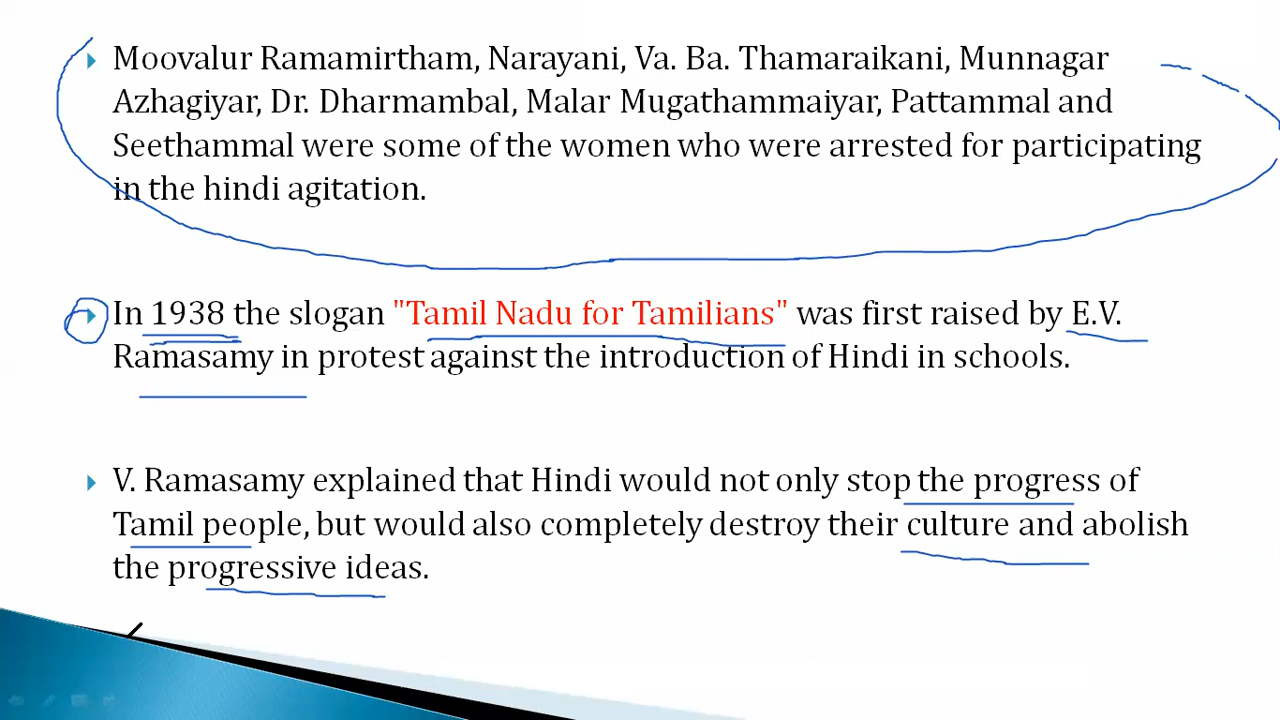 Moovalur Ramamirtham, Narayani, Va. Ba. Thamaraikani, Munnagar
Azhagiyar, Dr. Dharmambal, Malar Mugathammaiyar, Pattammal and
Seethammal were some of the women who were arrested for participating
in the hindi agitation.
In 1938 the slogan "Tamil Nadu for Tamilians" was first raised by E.V.
Ramasamy in protest against the introduction of Hindi in schools.
V. Ramasamy explained that Hindi would not only stop the progress of
Tamil people, but would also completely destroy their culture and abolish
the progressive ideas.